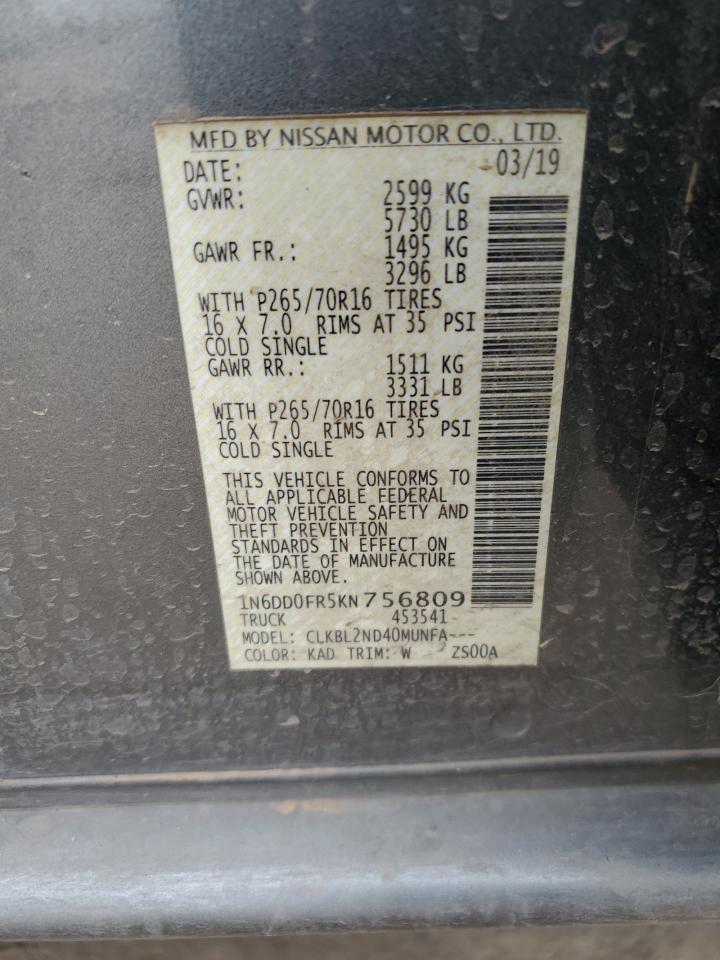 MFD BY NISSAN MOTOR CO., LTD.
DATE: 03/19
GVWR: 2599 KG
5730 LB
GAWR FR.: 1495 KG
3296 LB
WITH P265/70R16 TIRES
16 X 7.0 RIMS AT 35 PSI
COLD SINGLE
GAWR RR.: 1511 KG
3331 LB
WITH P265/70R16 TIRES
16 X 7.0 RIMS AT 35 PSI
COLD SINGLE
THIS VEHICLE CONFORMS TO
ALL APPLICABLE FEDERAL
MOTOR VEHICLE SAFETY AND
THEFT PREVENTION
STANDARDS IN EFFECT ON
THE DATE OF MANUFACTURE
SHOWN ABOVE.
1N6DD0FR5KN756809
TRUCK 453541
MODEL: CLKBL2ND40MUNFA---
COLOR: KAD TRIM: W ZS00A